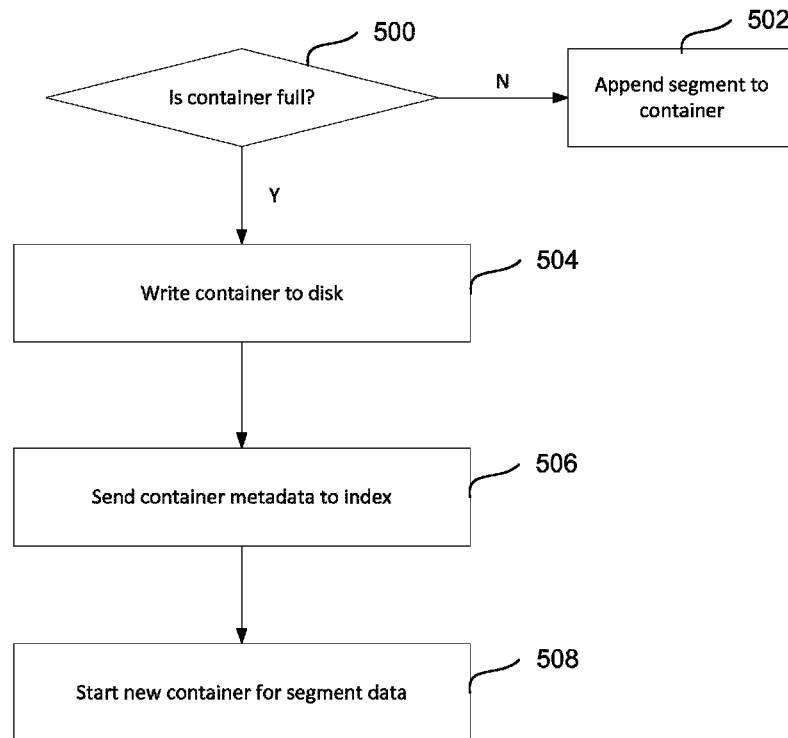 500
502
Is container full?
N
Append segment to
container
Y
504
Write container to disk
506
Send container metadata to index
508
Start new container for segment data